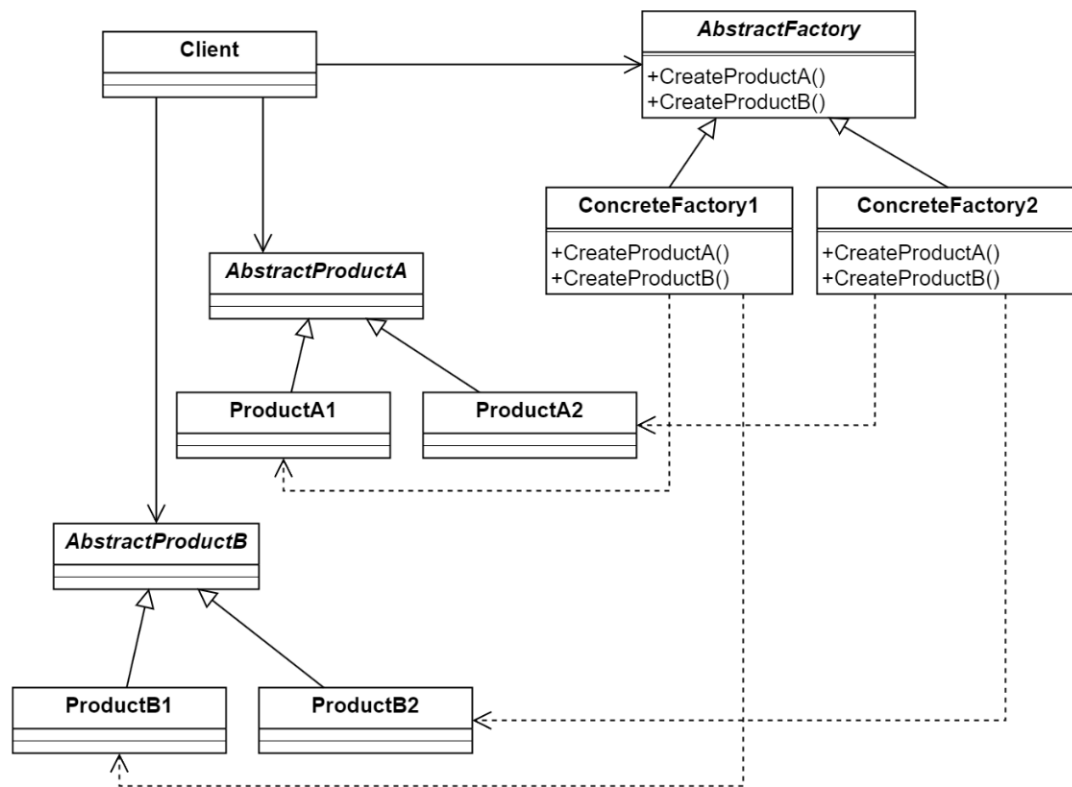 Client
AbstractFactory
+CreateProductA()
+CreateProductB()
ConcreteFactory1
+CreateProductA()
+CreateProductB()
ConcreteFactory2
+CreateProductA()
+CreateProductB()
AbstractProductA
ProductA1
ProductA2
AbstractProductB
ProductB1
ProductB2